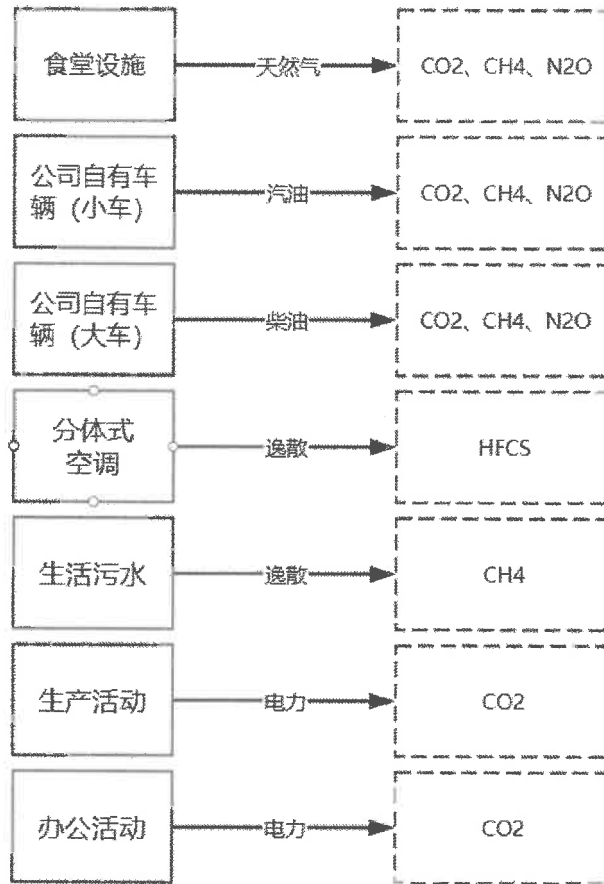 食堂设施 天然气 CO2、CH4、N2O
公司自有车
辆（小车） 汽油 CO2、CH4、N2O
公司自有车
辆（大车） 柴油 CO2、CH4、N2O
分体式
空调 逸散 HFCS
生活污水 逸散 CH4
生产活动 电力 CO2
办公活动 电力 CO2